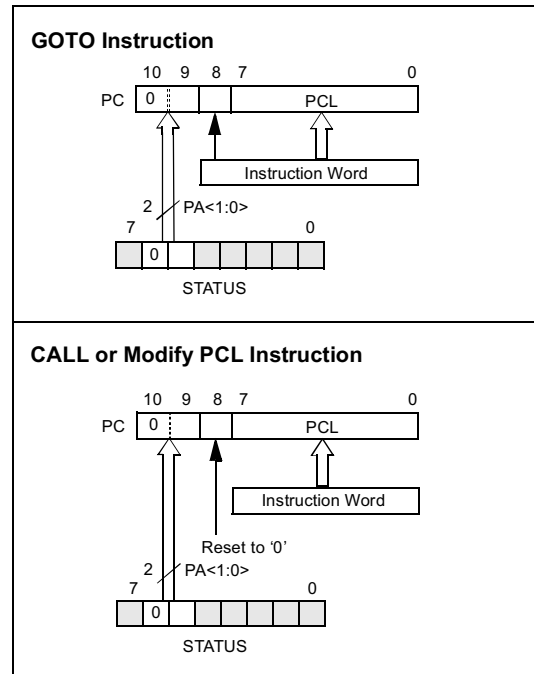 GOTO Instruction
10 9 8 7 0
PC 0 PCL
Instruction Word
2 PA<1:0>
7 0
0
STATUS
CALL or Modify PCL Instruction
10 9 8 7 0
PC 0 PCL
Instruction Word
Reset to ‘0’
2 PA<1:0>
7 0
0
STATUS